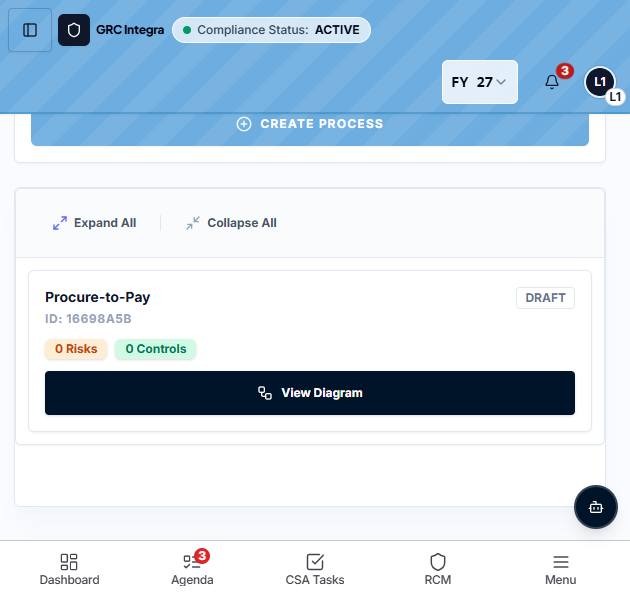 GRC Integra
Compliance Status: ACTIVE
FY 27
3
L1
L1
CREATE PROCESS
Expand All
Collapse All
Procure-to-Pay
DRAFT
ID: 16698A5B
0 Risks
0 Controls
View Diagram
Dashboard
3
Agenda
CSA Tasks
RCM
Menu